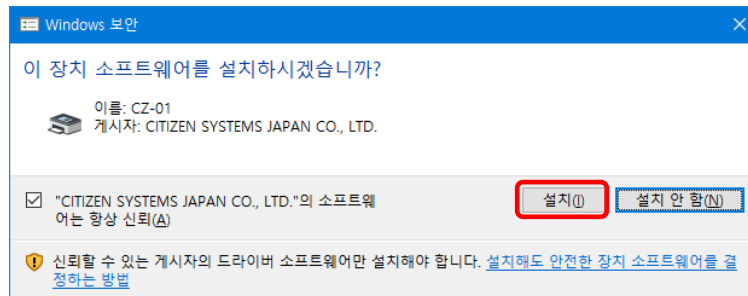 Windows 보안
이 장치 소프트웨어를 설치하시겠습니까?
이름: CZ-01
게시자: CITIZEN SYSTEMS JAPAN CO., LTD.
"CITIZEN SYSTEMS JAPAN CO., LTD."의 소프트웨
어는 항상 신뢰(A)
설치(I)
설치 안 함(N)
신뢰할 수 있는 게시자의 드라이버 소프트웨어만 설치해야 합니다. 설치해도 안전한 장치 소프트웨어를 결
정하는 방법